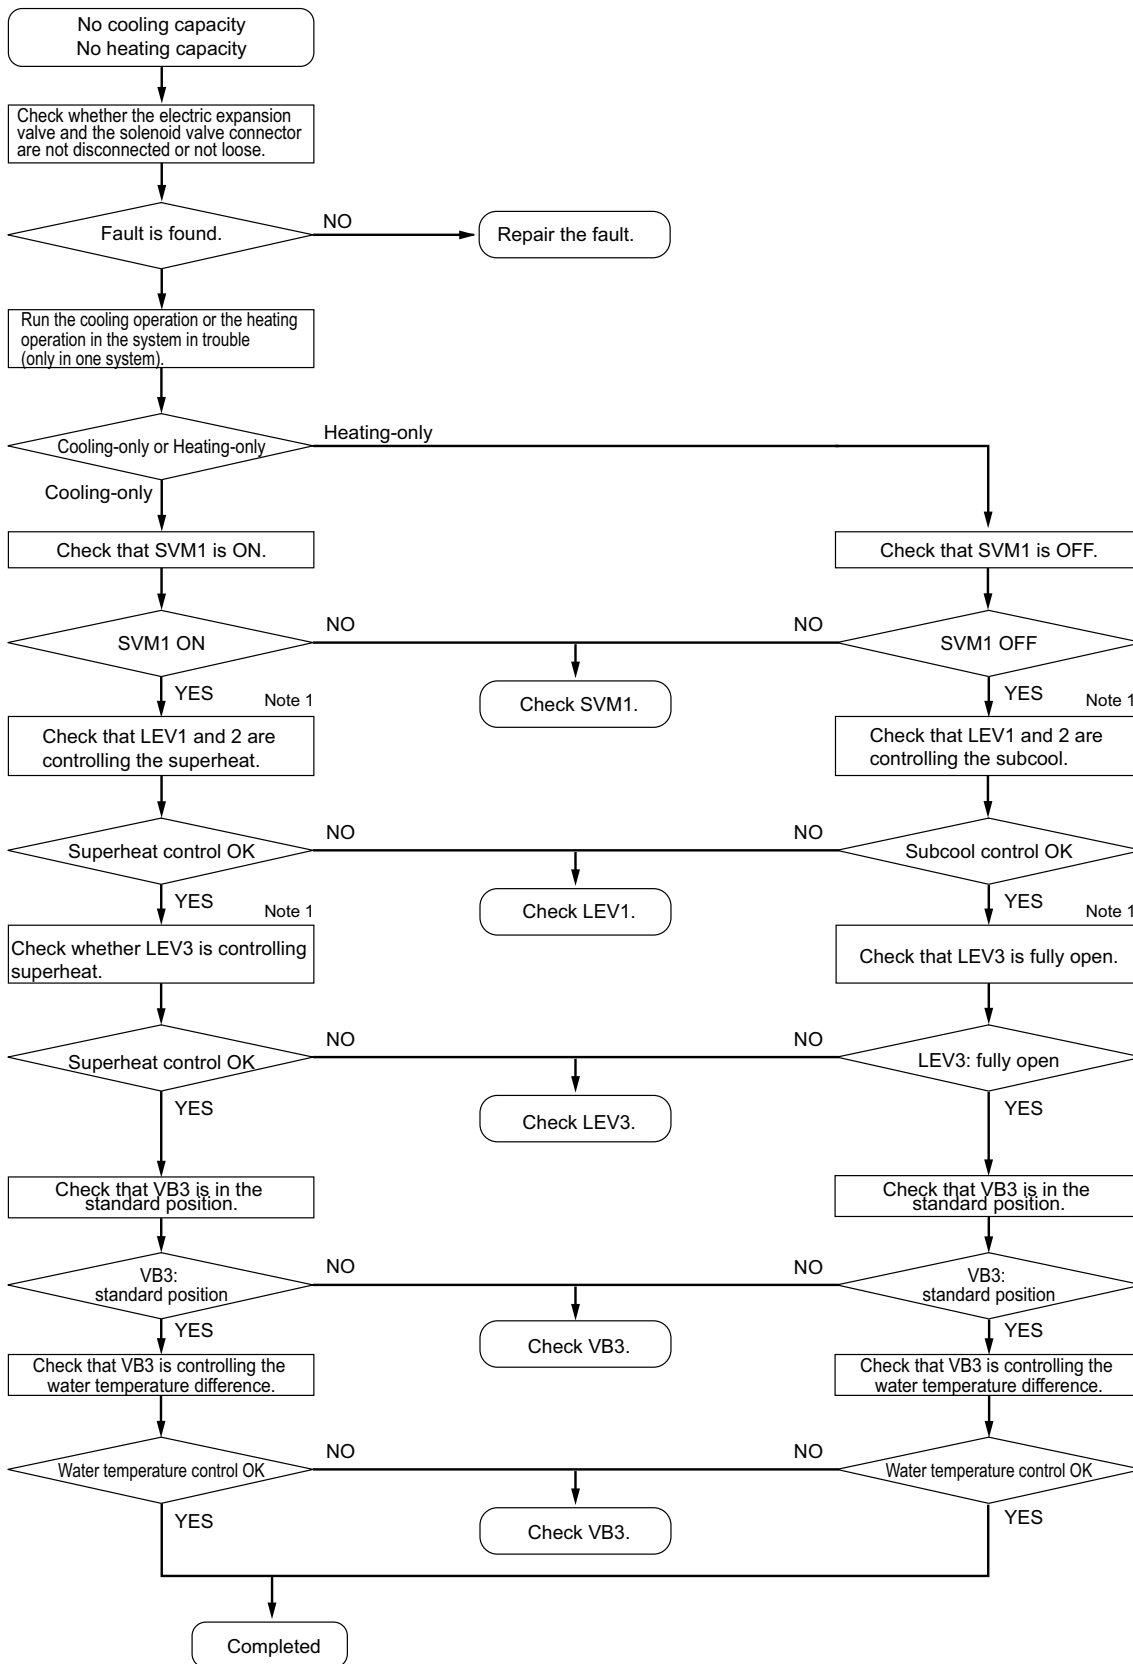 No cooling capacity
No heating capacity
Check whether the electric expansion
valve and the solenoid valve connector
are not disconnected or not loose.
Fault is found.
NO
Repair the fault.
Run the cooling operation or the heating
operation in the system in trouble
(only in one system).
Cooling-only or Heating-only
Heating-only
Cooling-only
Check that SVM1 is ON.
Check that SVM1 is OFF.
SVM1 ON
NO
NO
SVM1 OFF
Check SVM1.
YES
Note 1
YES
Note 1
Check that LEV1 and 2 are
controlling the superheat.
Check that LEV1 and 2 are
controlling the subcool.
Superheat control OK
NO
NO
Subcool control OK
Check LEV1.
YES
Note 1
YES
Note 1
Check whether LEV3 is controlling
superheat.
Check that LEV3 is fully open.
Superheat control OK
NO
NO
LEV3: fully open
Check LEV3.
YES
YES
Check that VB3 is in the
standard position.
Check that VB3 is in the
standard position.
VB3:
standard position
NO
NO
VB3:
standard position
Check VB3.
YES
YES
Check that VB3 is controlling the
water temperature difference.
Check that VB3 is controlling the
water temperature difference.
Water temperature control OK
NO
NO
Water temperature control OK
Check VB3.
YES
YES
Completed